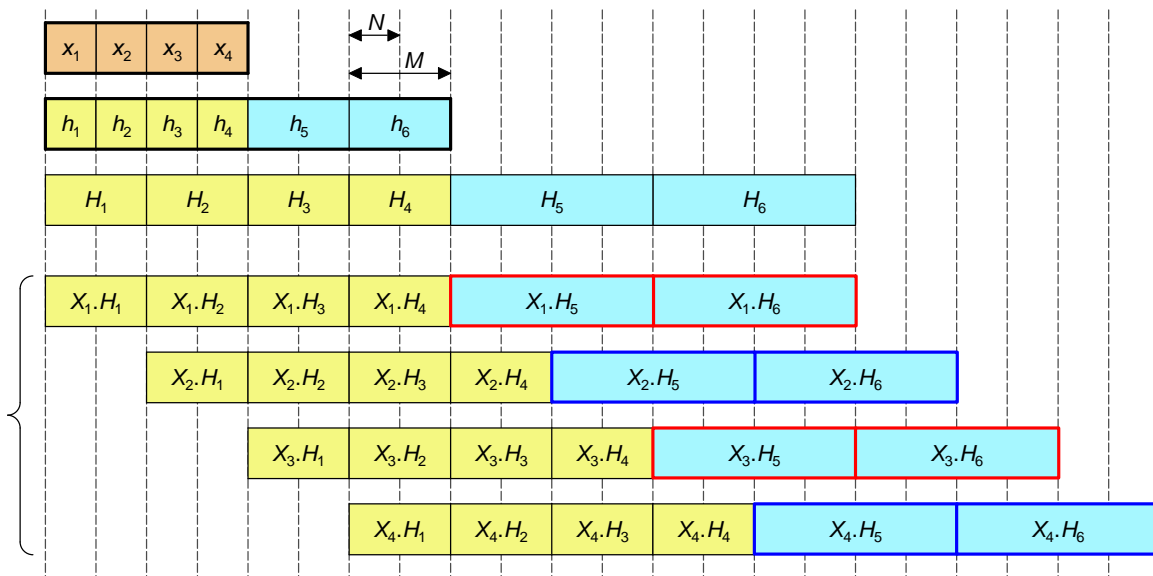 N
x₁ x₂ x₃ x₄
M
h₁ h₂ h₃ h₄ h₅ h₆
H₁ H₂ H₃ H₄ H₅ H₆
X₁.H₁ X₁.H₂ X₁.H₃ X₁.H₄ X₁.H₅ X₁.H₆
X₂.H₁ X₂.H₂ X₂.H₃ X₂.H₄ X₂.H₅ X₂.H₆
X₃.H₁ X₃.H₂ X₃.H₃ X₃.H₄ X₃.H₅ X₃.H₆
X₄.H₁ X₄.H₂ X₄.H₃ X₄.H₄ X₄.H₅ X₄.H₆